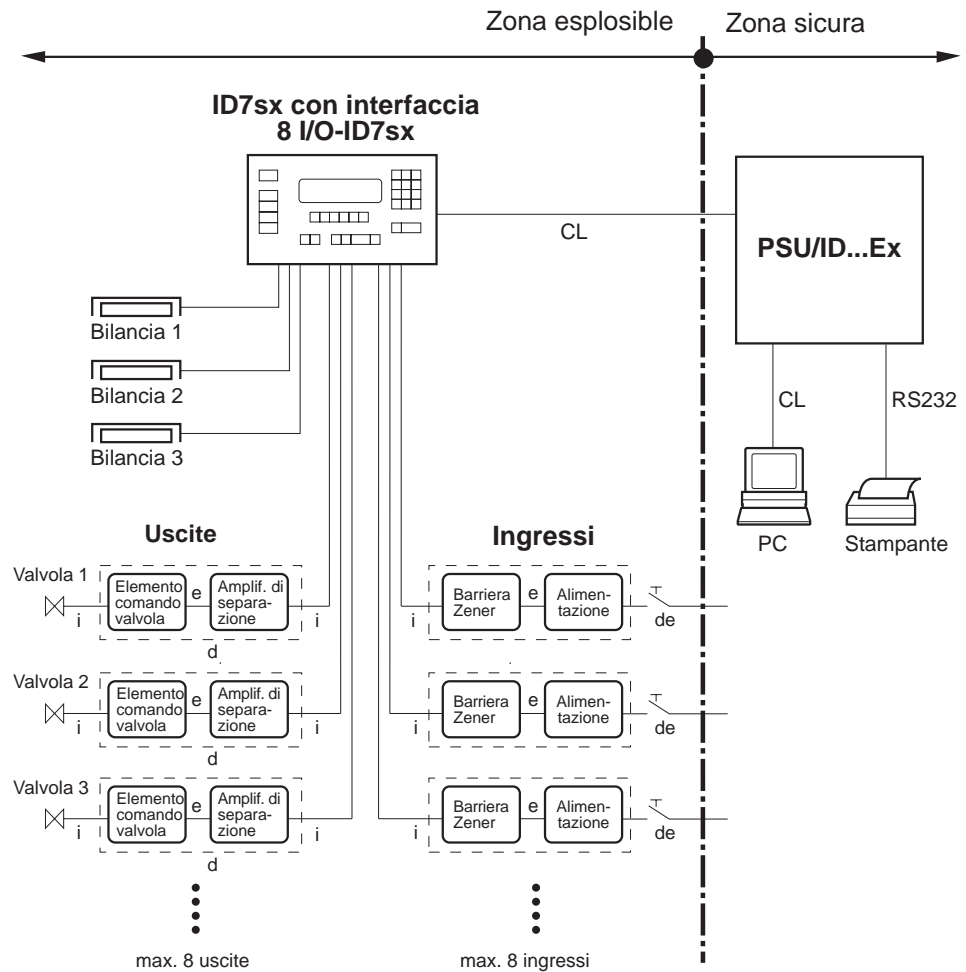 Zona esplosibile
Zona sicura
ID7sx con interfaccia
8 I/O-ID7sx
CL
PSU/ID...Ex
Bilancia 1
Bilancia 2
Bilancia 3
CL
RS232
PC
Stampante
Uscite
Ingressi
Valvola 1
i
Elemento
comando
valvola
e
Amplif. di
separa-
zione
i
d
i
Barriera
Zener
e
Alimen-
tazione
de
Valvola 2
i
Elemento
comando
valvola
e
Amplif. di
separa-
zione
i
d
i
Barriera
Zener
e
Alimen-
tazione
de
Valvola 3
i
Elemento
comando
valvola
e
Amplif. di
separa-
zione
i
d
i
Barriera
Zener
e
Alimen-
tazione
de
max. 8 uscite
max. 8 ingressi